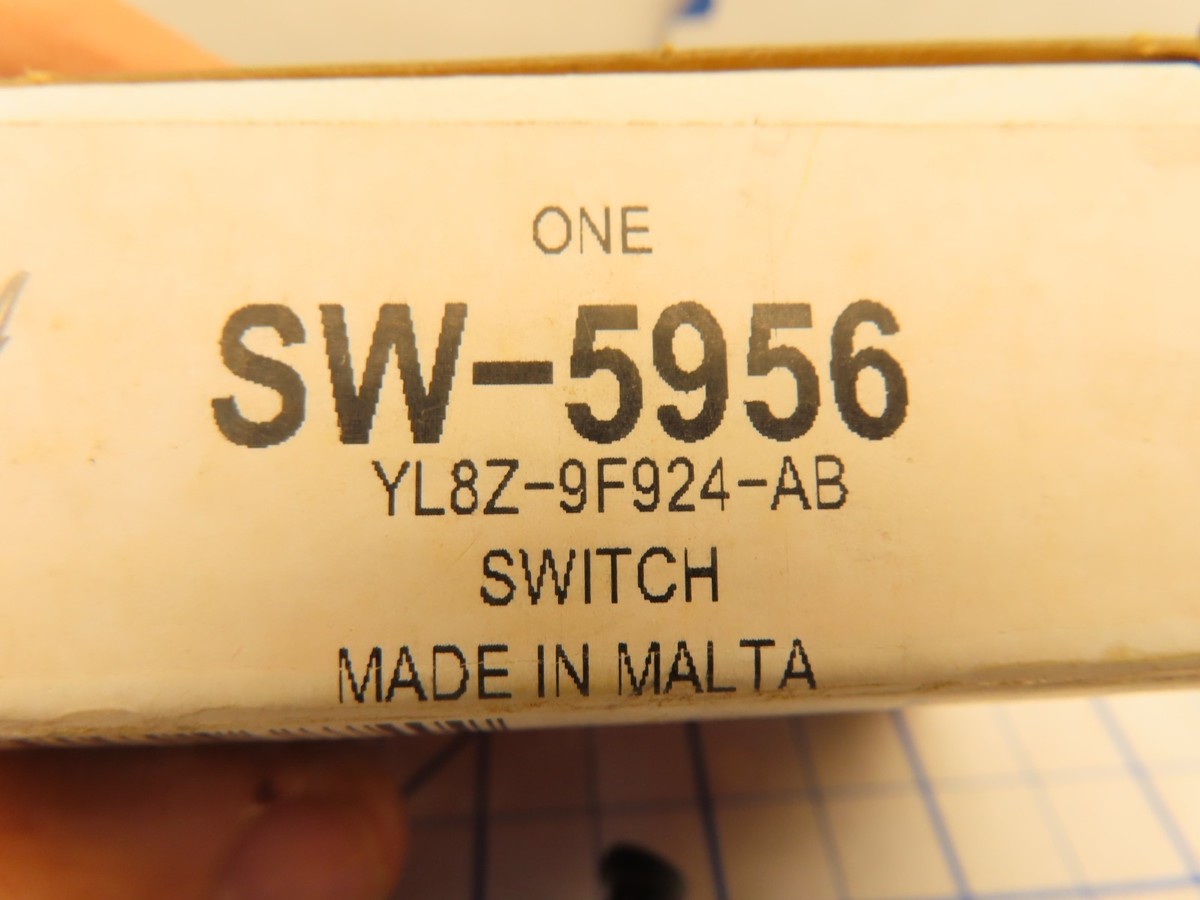 ONE
SW-5956
YL8Z-9F924-AB
SWITCH
MADE IN MALTA